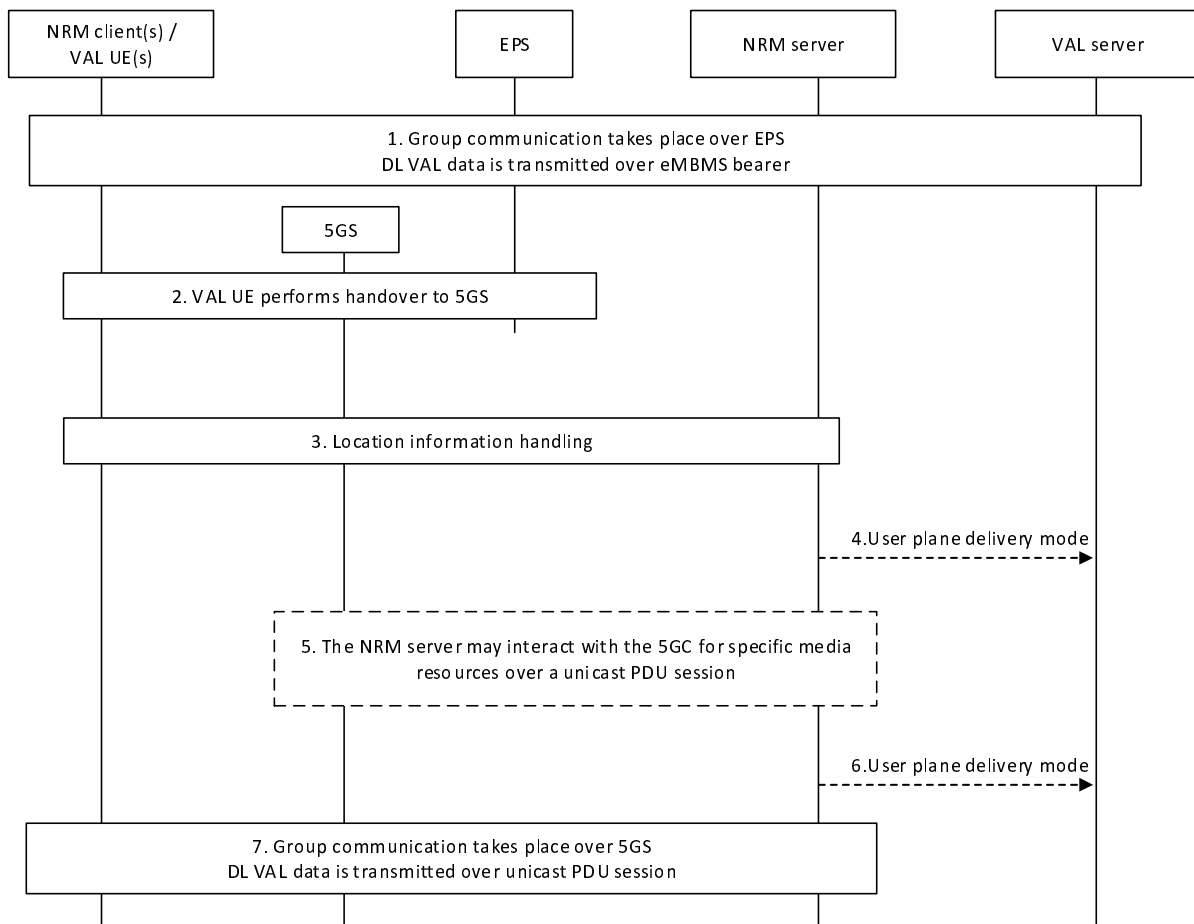 NRM client(s) /
VAL UE(s)
EPS
NRM server
VAL server
1. Group communication takes place over EPS
DL VAL data is transmitted over eMBMS bearer
5GS
2. VAL UE performs handover to 5GS
3. Location information handling
4.User plane delivery mode
5. The NRM server may interact with the 5GC for specific media
resources over a unicast PDU session
6.User plane delivery mode
7. Group communication takes place over 5GS
DL VAL data is transmitted over unicast PDU session